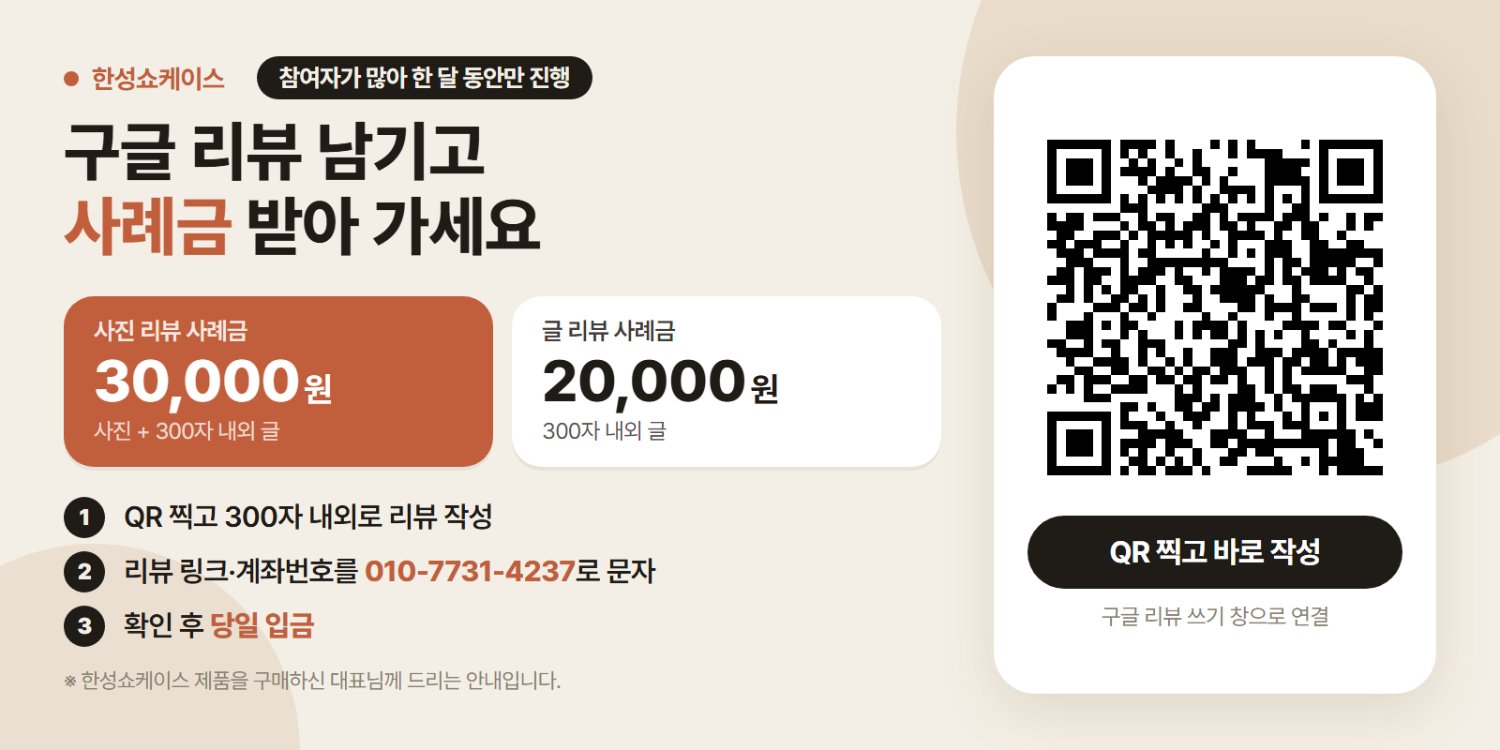 한성쇼케이스
참여자가 많아 한 달 동안만 진행
구글 리뷰 남기고
사례금 받아 가세요
사진 리뷰 사례금
30,000원
사진 + 300자 내외 글
글 리뷰 사례금
20,000원
300자 내외 글
1 QR 찍고 300자 내외로 리뷰 작성
2 리뷰 링크·계좌번호를 010-7731-4237로 문자
3 확인 후 당일 입금
※ 한성쇼케이스 제품을 구매하신 대표님께 드리는 안내입니다.
QR 찍고 바로 작성
구글 리뷰 쓰기 창으로 연결